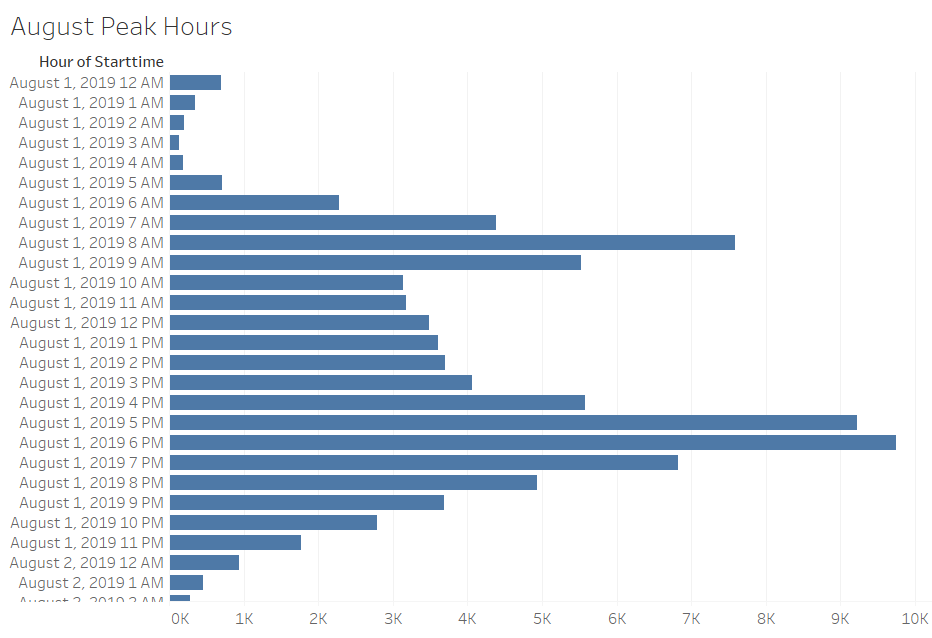 August Peak Hours
Hour of Starttime
August 1, 2019 12 AM
August 1, 2019 1 AM
August 1, 2019 2 AM
August 1, 2019 3 AM
August 1, 2019 4 AM
August 1, 2019 5 AM
August 1, 2019 6 AM
August 1, 2019 7 AM
August 1, 2019 8 AM
August 1, 2019 9 AM
August 1, 2019 10 AM
August 1, 2019 11 AM
August 1, 2019 12 PM
August 1, 2019 1 PM
August 1, 2019 2 PM
August 1, 2019 3 PM
August 1, 2019 4 PM
August 1, 2019 5 PM
August 1, 2019 6 PM
August 1, 2019 7 PM
August 1, 2019 8 PM
August 1, 2019 9 PM
August 1, 2019 10 PM
August 1, 2019 11 PM
August 2, 2019 12 AM
August 2, 2019 1 AM
August 2, 2019 2 AM
0K 1K 2K 3K 4K 5K 6K 7K 8K 9K 10K